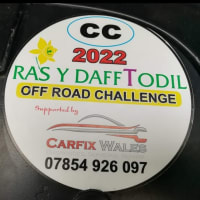 CC
2022
RAS Y DAFFTODIL
OFF ROAD CHALLENGE
Supported by
CARFIX WALES
07854 926 097